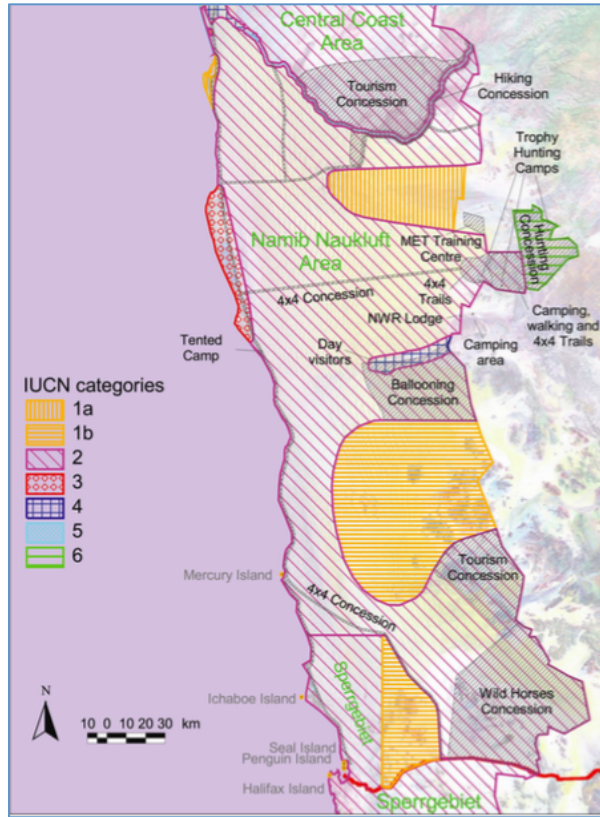 Central Coast
Area
Tourism
Concession
Hiking
Concession
Trophy
Hunting
Camps
Hunting
Concession
MET Training
Centre
Namib Naukluft
Area
4x4
Trails
4x4 Concession
NWR Lodge
Camping,
walking and
4x4 Trails
Tented
Camp
Day
visitors
Camping
area
Ballooning
Concession
IUCN categories
1a
1b
2
3
4
5
6
Tourism
Concession
Mercury Island
4x4 Concession
Sperrgebiet
Wild Horses
Concession
Ichaboe Island
N
10 0 10 20 30 km
Seal Island
Penguin Island
Halifax Island
Sperrgebiet